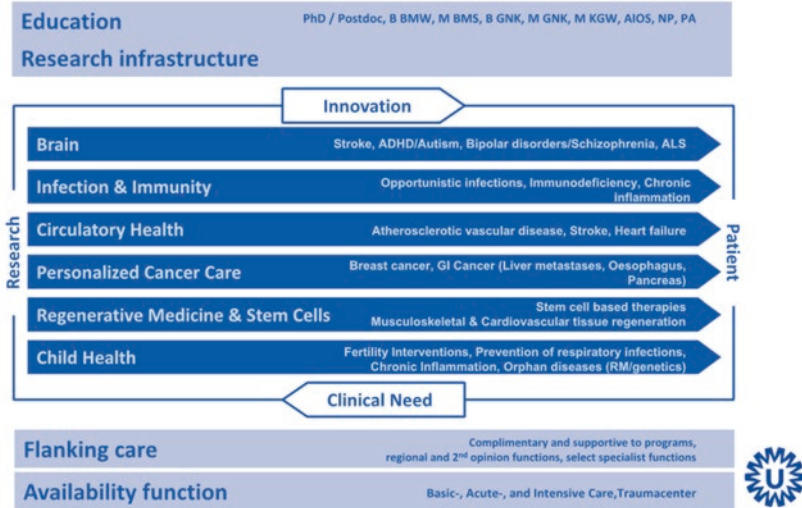 Education PhD / Postdoc, B BMW, M BMS, B GNK, M GNK, M KGW, AIOS, NP, PA
Research infrastructure
Innovation
Research
Brain Stroke, ADHD/Autism, Bipolar disorders/Schizophrenia, ALS
Infection & Immunity Opportunistic infections, Immunodeficiency, Chronic
inflammation
Circulatory Health Atherosclerotic vascular disease, Stroke, Heart failure
Personalized Cancer Care Breast cancer, GI Cancer (Liver metastases, Oesophagus,
Pancreas)
Regenerative Medicine & Stem Cells Stem cell based therapies
Musculoskeletal & Cardiovascular tissue regeneration
Child Health Fertility Interventions, Prevention of respiratory infections,
Chronic Inflammation, Orphan diseases (RM/genetics)
Patient
Clinical Need
Flanking care Complimentary and supportive to programs,
regional and 2nd opinion functions, select specialist functions
Availability function Basic-, Acute-, and Intensive Care,Traumacenter
U